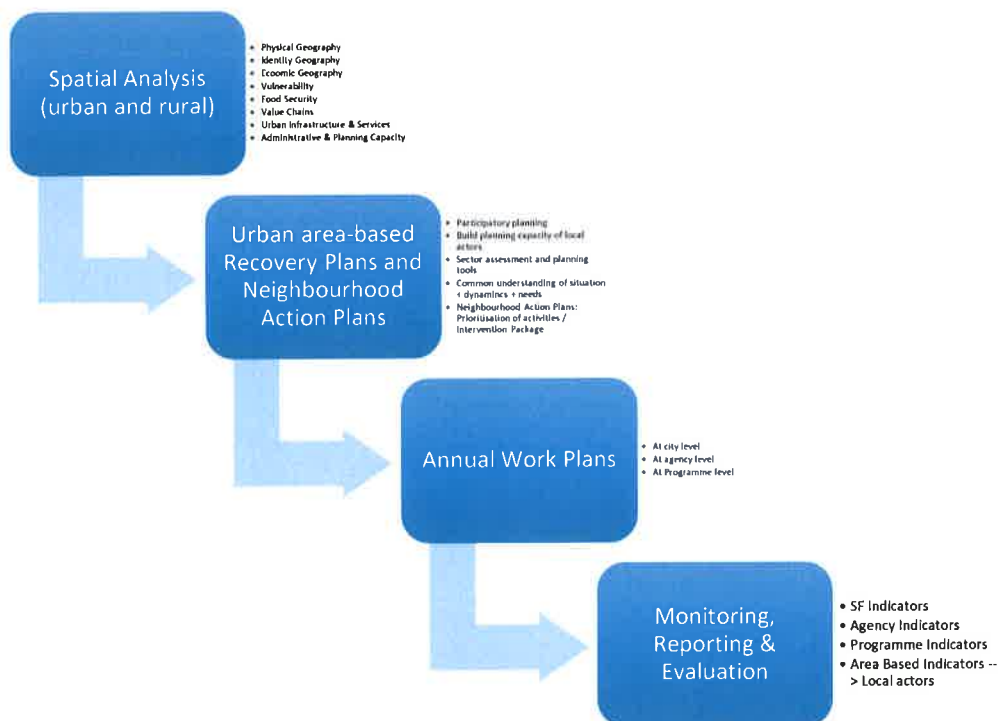 Spatial Analysis
(urban and rural)
• Physical Geography
• Identity Geography
• Ecoomic Geography
• Vulnerability
• Food Security
• Value Chains
• Urban Infrastructure & Services
• Administrative & Planning Capacity
Urban area-based
Recovery Plans and
Neighbourhood
Action Plans
• Participatory planning
• Build planning capacity of local
actors
• Sector assessment and planning
tools
• Common understanding of situation
+ dynamincs + needs
• Neighbourhood Action Plans:
Prioritisation of activities /
Intervention Package
Annual Work Plans
• At city level
• At agency level
• At Programme level
Monitoring,
Reporting &
Evaluation
• SF Indicators
• Agency Indicators
• Programme Indicators
• Area Based Indicators --
> Local actors